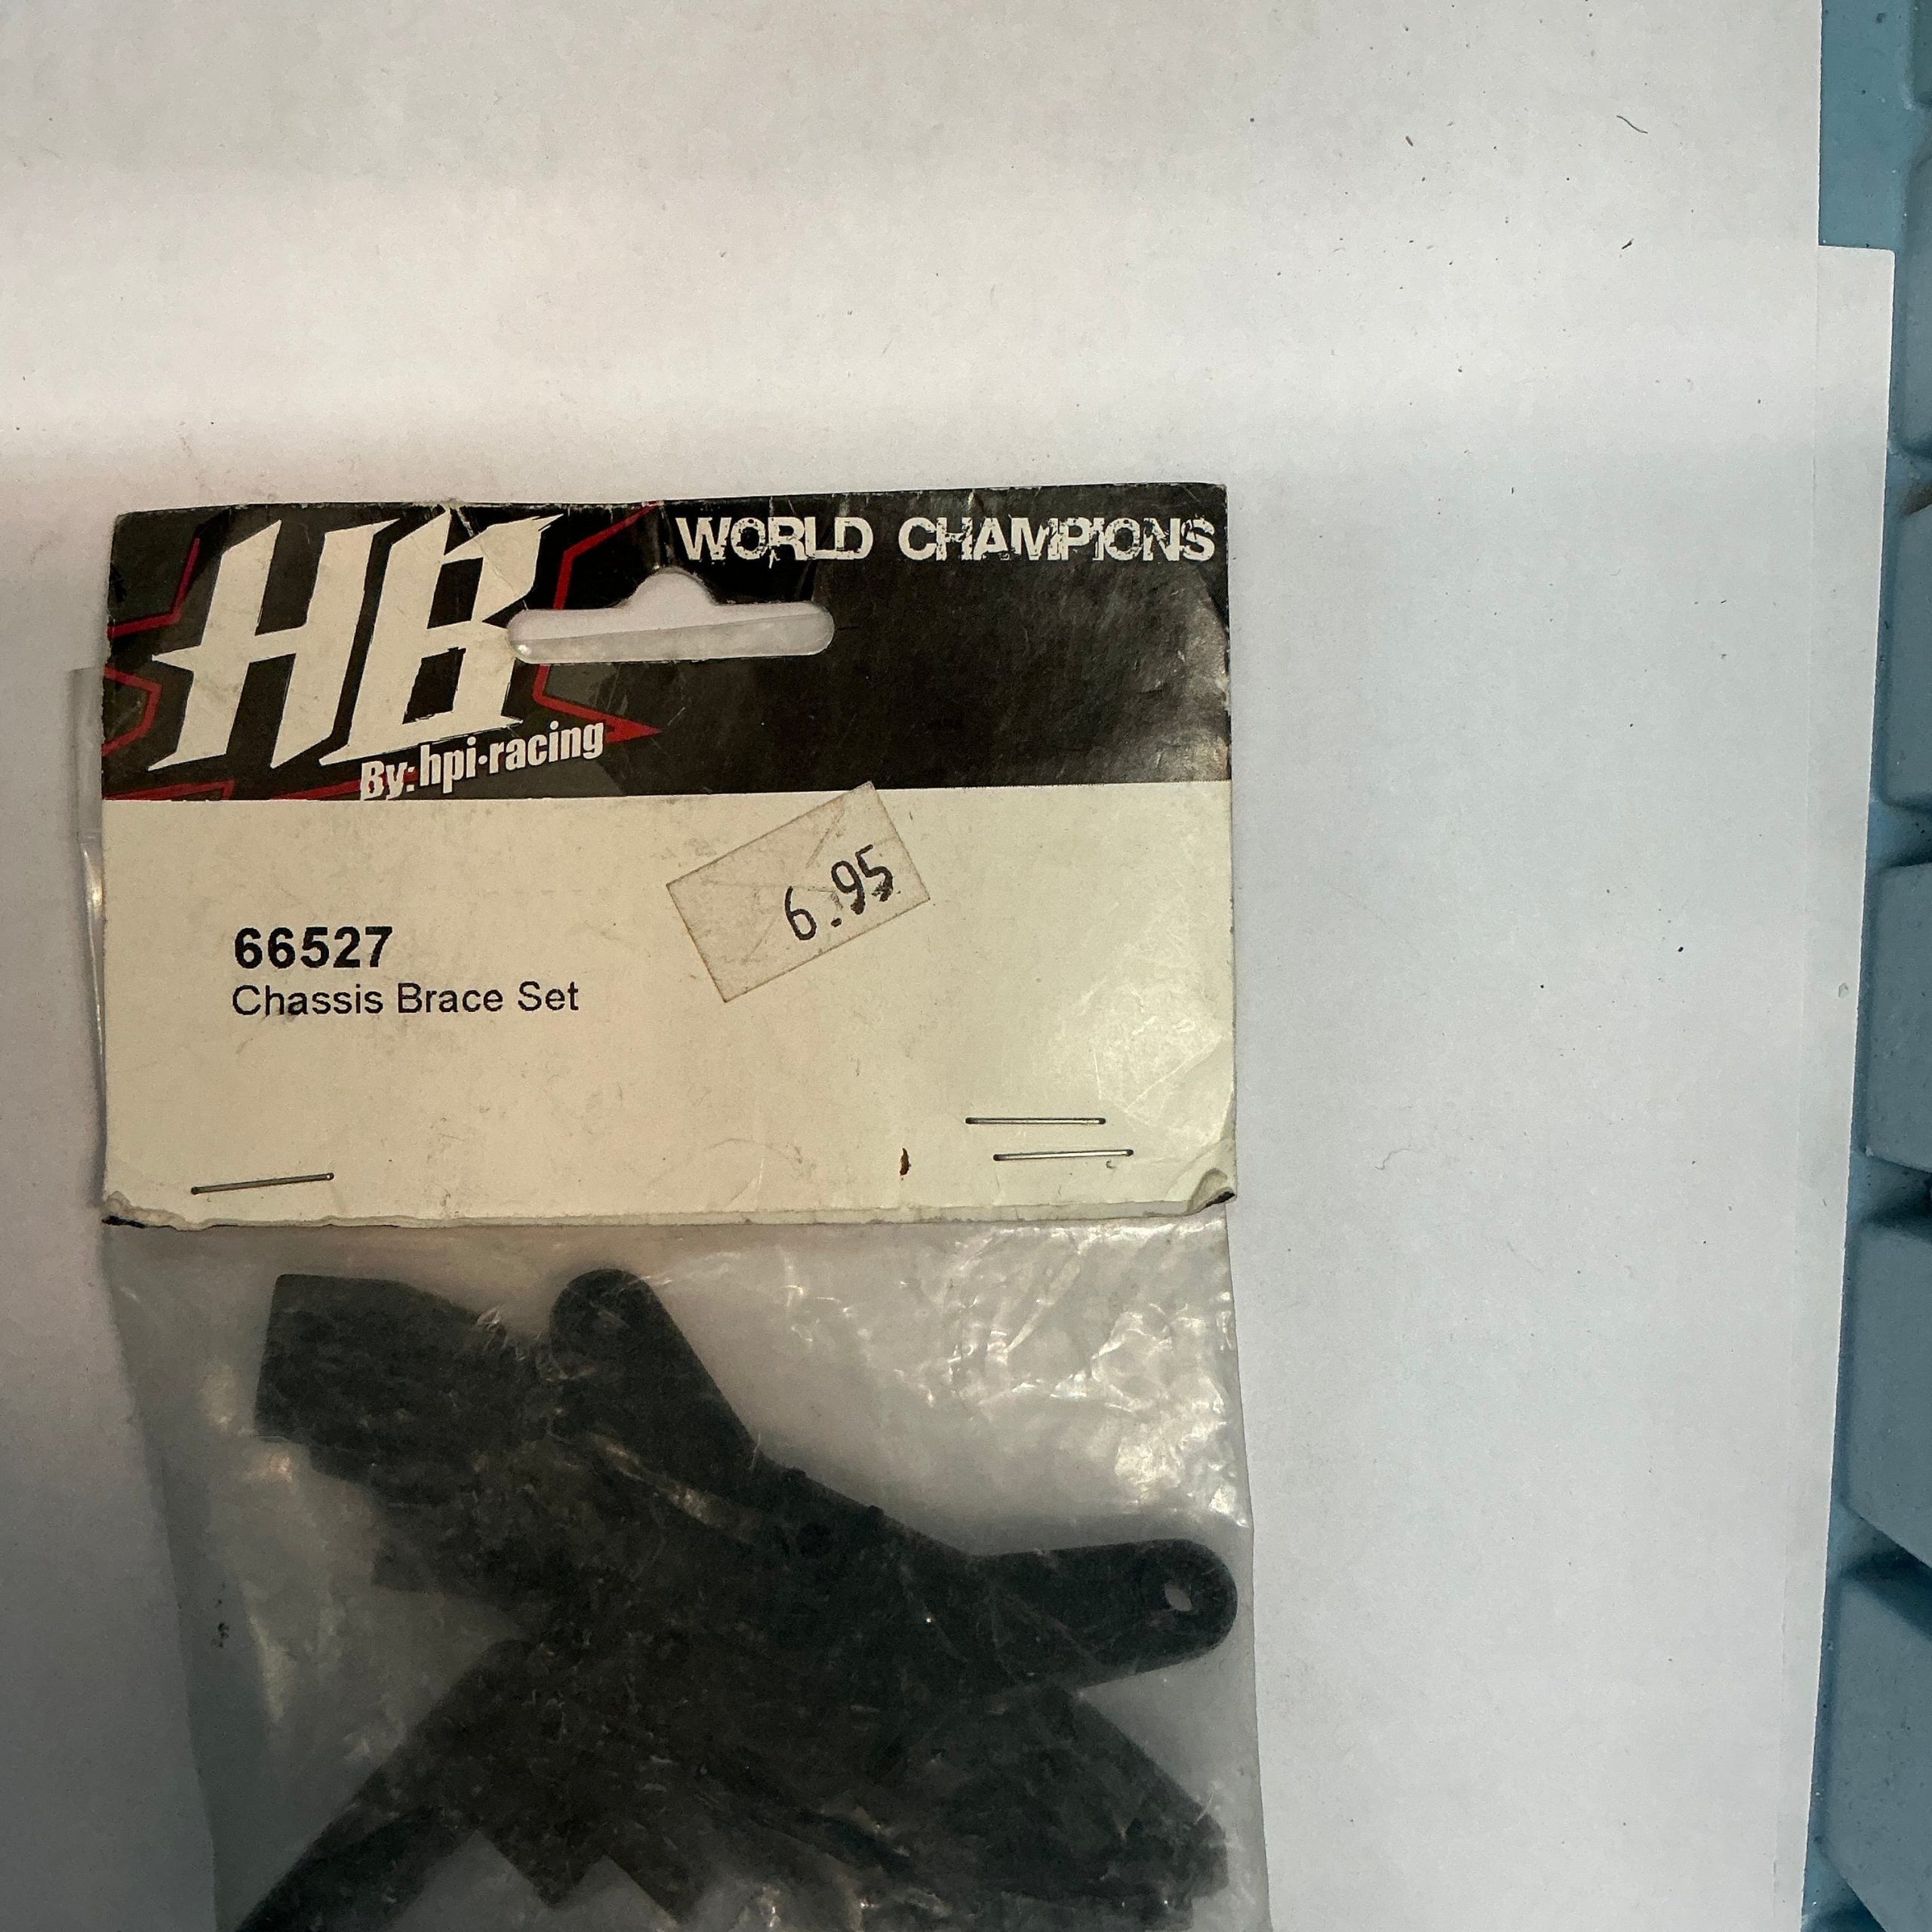 HB
WORLD CHAMPIONS
By: hpi·racing
6.95
66527
Chassis Brace Set